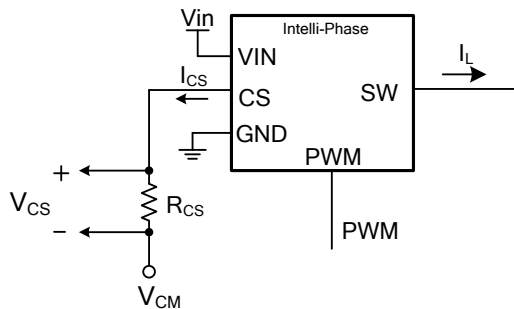 Vin
Intelli-Phase
VIN
I_CS
I_L
CS
SW
GND
PWM
+
V_CS
R_CS
−
PWM
V_CM